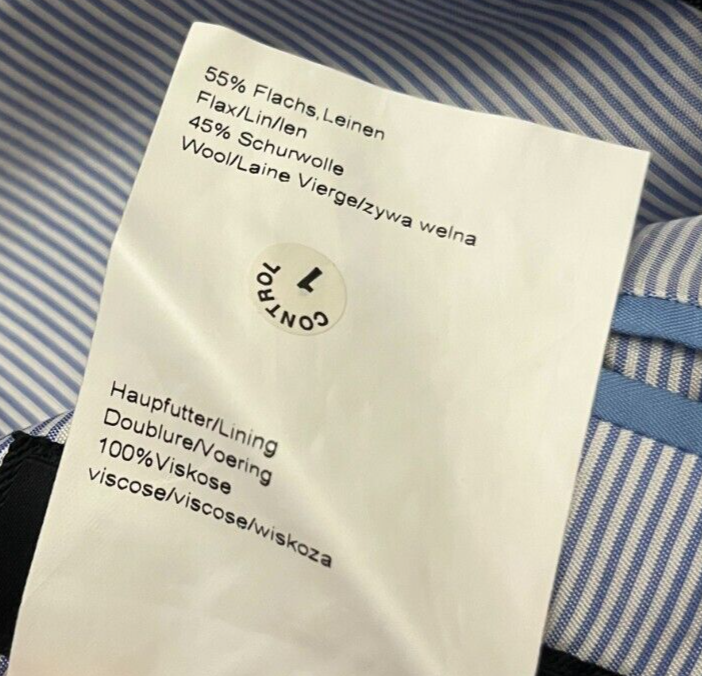 55% Flachs,Leinen
Flax/Lin/len
45% Schurwolle
Wool/Laine Vierge/zywa welna
CONTROL
1
Haupfutter/Lining
Doublure/Voering
100%Viskose
viscose/viscose/wiskoza